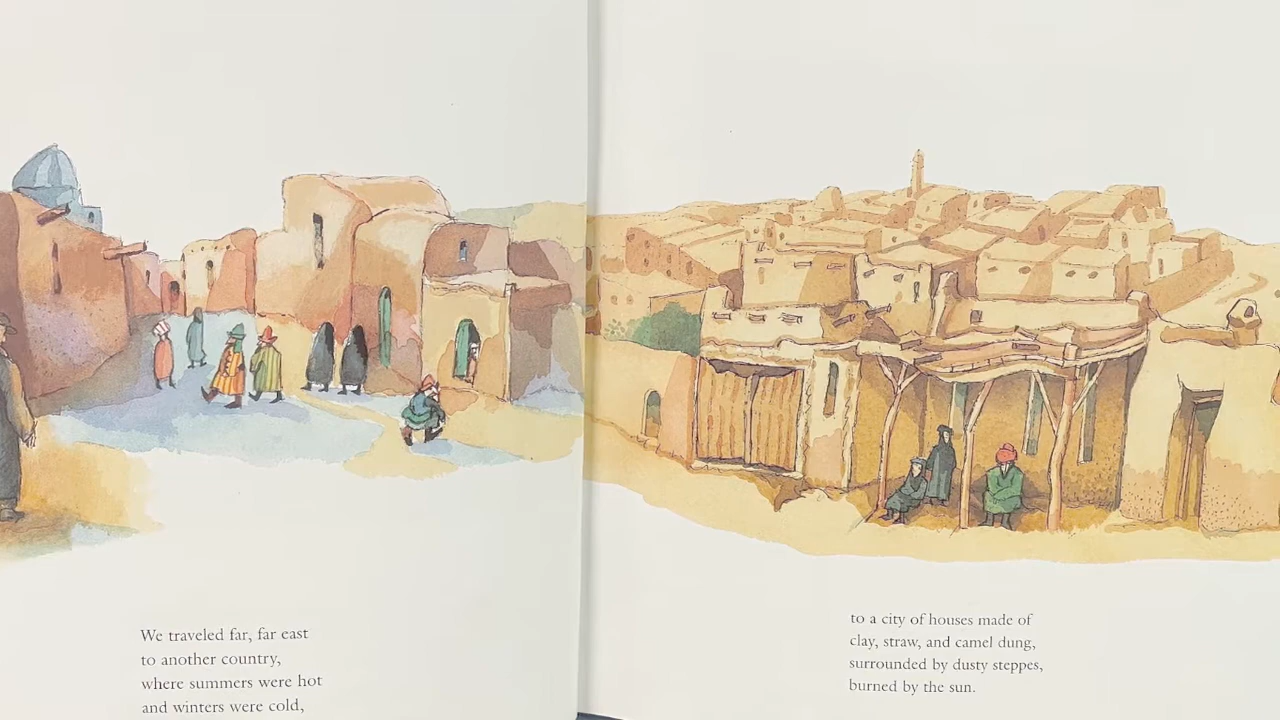 We traveled far, far east
to another country,
where summers were hot
and winters were cold,
to a city of houses made of
clay, straw, and camel dung,
surrounded by dusty steppes,
burned by the sun.